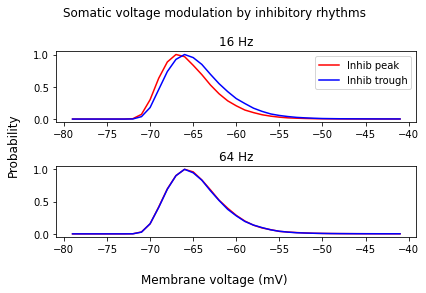 Somatic voltage modulation by inhibitory rhythms
16 Hz
1.0
0.5
0.0
Inhib peak
Inhib trough
−80 −75 −70 −65 −60 −55 −50 −45 −40
Probability
64 Hz
1.0
0.5
0.0
−80 −75 −70 −65 −60 −55 −50 −45 −40
Membrane voltage (mV)